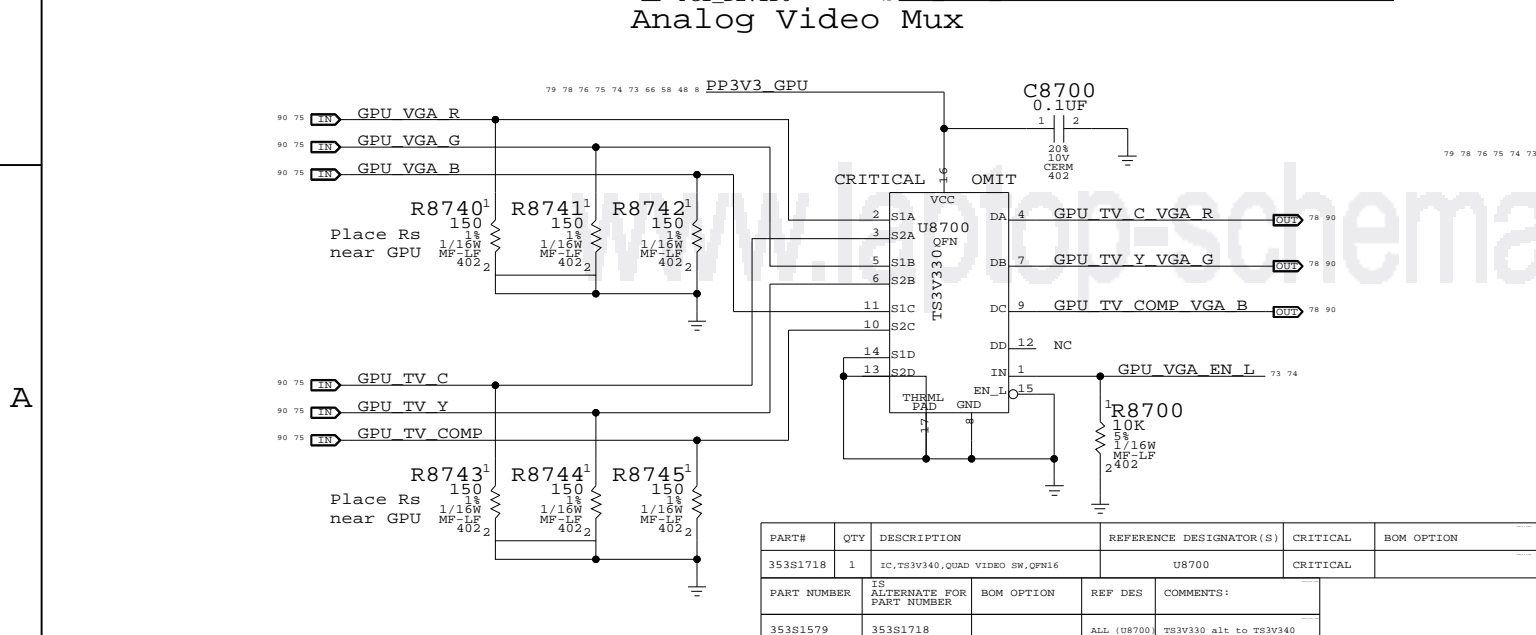 Analog Video Mux
79 78 76 75 74 73 66 58 48 8 PP3V3_GPU
C8700
0.1UF
1 2
20%
10V
CERM
402
90 75 IN GPU_VGA_R
90 75 IN GPU_VGA_G
90 75 IN GPU_VGA_B
79 78 76 75 74 73
www.laptop-schema
CRITICAL
16
OMIT
Place Rs
near GPU
R8740 1
150
1%
1/16W
MF-LF
402 2
R8741 1
150
1%
1/16W
MF-LF
402 2
R8742 1
150
1%
1/16W
MF-LF
402 2
VCC
U8700
QFN
TS3V330
2 S1A
3 S2A
5 S1B
6 S2B
11 S1C
10 S2C
14 S1D
13 S2D
DA 4 GPU_TV_C_VGA_R OUT 78 90
DB 7 GPU_TV_Y_VGA_G OUT 78 90
DC 9 GPU_TV_COMP_VGA_B OUT 78 90
DD 12 NC
IN 1 GPU_VGA_EN_L 73 74
EN_L 15
THRML
PAD
GND
17
8
A
90 75 IN GPU_TV_C
90 75 IN GPU_TV_Y
90 75 IN GPU_TV_COMP
1 R8700
10K
5%
1/16W
MF-LF
2 402
Place Rs
near GPU
R8743 1
150
1%
1/16W
MF-LF
402 2
R8744 1
150
1%
1/16W
MF-LF
402 2
R8745 1
150
1%
1/16W
MF-LF
402 2
PART# QTY DESCRIPTION REFERENCE DESIGNATOR(S) CRITICAL BOM OPTION
353S1718 1 IC,TS3V340,QUAD VIDEO SW,QFN16 U8700 CRITICAL
PART NUMBER IS ALTERNATE FOR PART NUMBER BOM OPTION REF DES COMMENTS:
353S1579 353S1718 ALL (U8700) TS3V330 alt to TS3V340